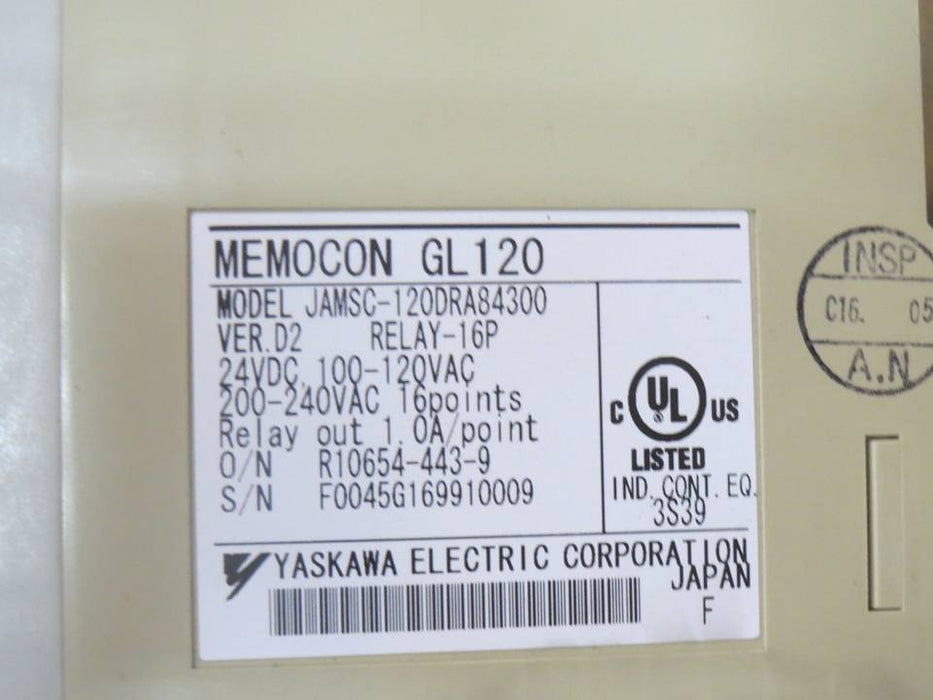 MEMOCON GL120
MODEL JAMSC-120DRA84300
VER.D2 RELAY-16P
24VDC, 100-120VAC
200-240VAC 16points
Relay out 1.0A/point
O/N R10654-443-9
S/N F0045G169910009
C UL US
®
LISTED
IND. CONT. EQ.
3S39
YASKAWA ELECTRIC CORPORATION
JAPAN
F
INSP
C16. 05
A.N